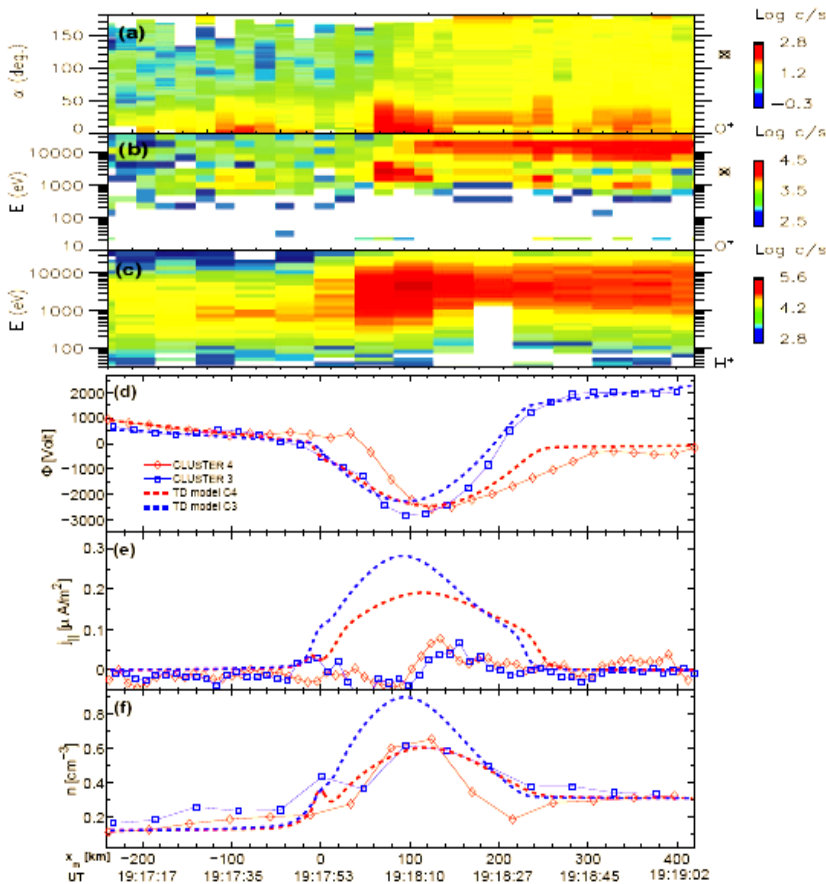 Log c/s
(a)
α (deg.)
150
100
50
0
O⁺
2.8
1.2
−0.3
Log c/s
(b)
E (eV)
10000
1000
100
10
O⁺
4.5
3.5
2.5
Log c/s
(c)
E (eV)
10000
1000
100
H⁺
5.6
4.2
2.8
(d)
Φ [Volt]
2000
1000
0
−1000
−2000
−3000
CLUSTER 4
CLUSTER 3
TD model C4
TD model C3
(e)
j|| [μ A/m²]
0.3
0.2
0.1
0
(f)
n [cm⁻³]
0.8
0.6
0.4
0.2
x_m [km] −200 −100 0 100 200 300 400
UT 19:17:17 19:17:35 19:17:53 19:18:10 19:18:27 19:18:45 19:19:02